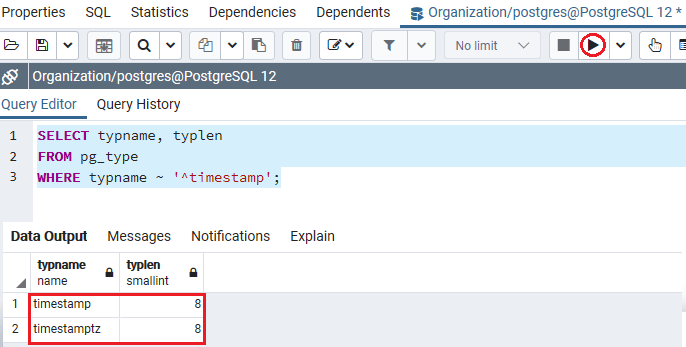 Properties SQL Statistics Dependencies Dependents Organization/postgres@PostgreSQL 12 *
No limit
Organization/postgres@PostgreSQL 12
Query Editor Query History
1 SELECT typname, typlen
2 FROM pg_type
3 WHERE typname ~ '^timestamp';
Data Output Messages Notifications Explain
typname typlen
name smallint
1 timestamp 8
2 timestamptz 8